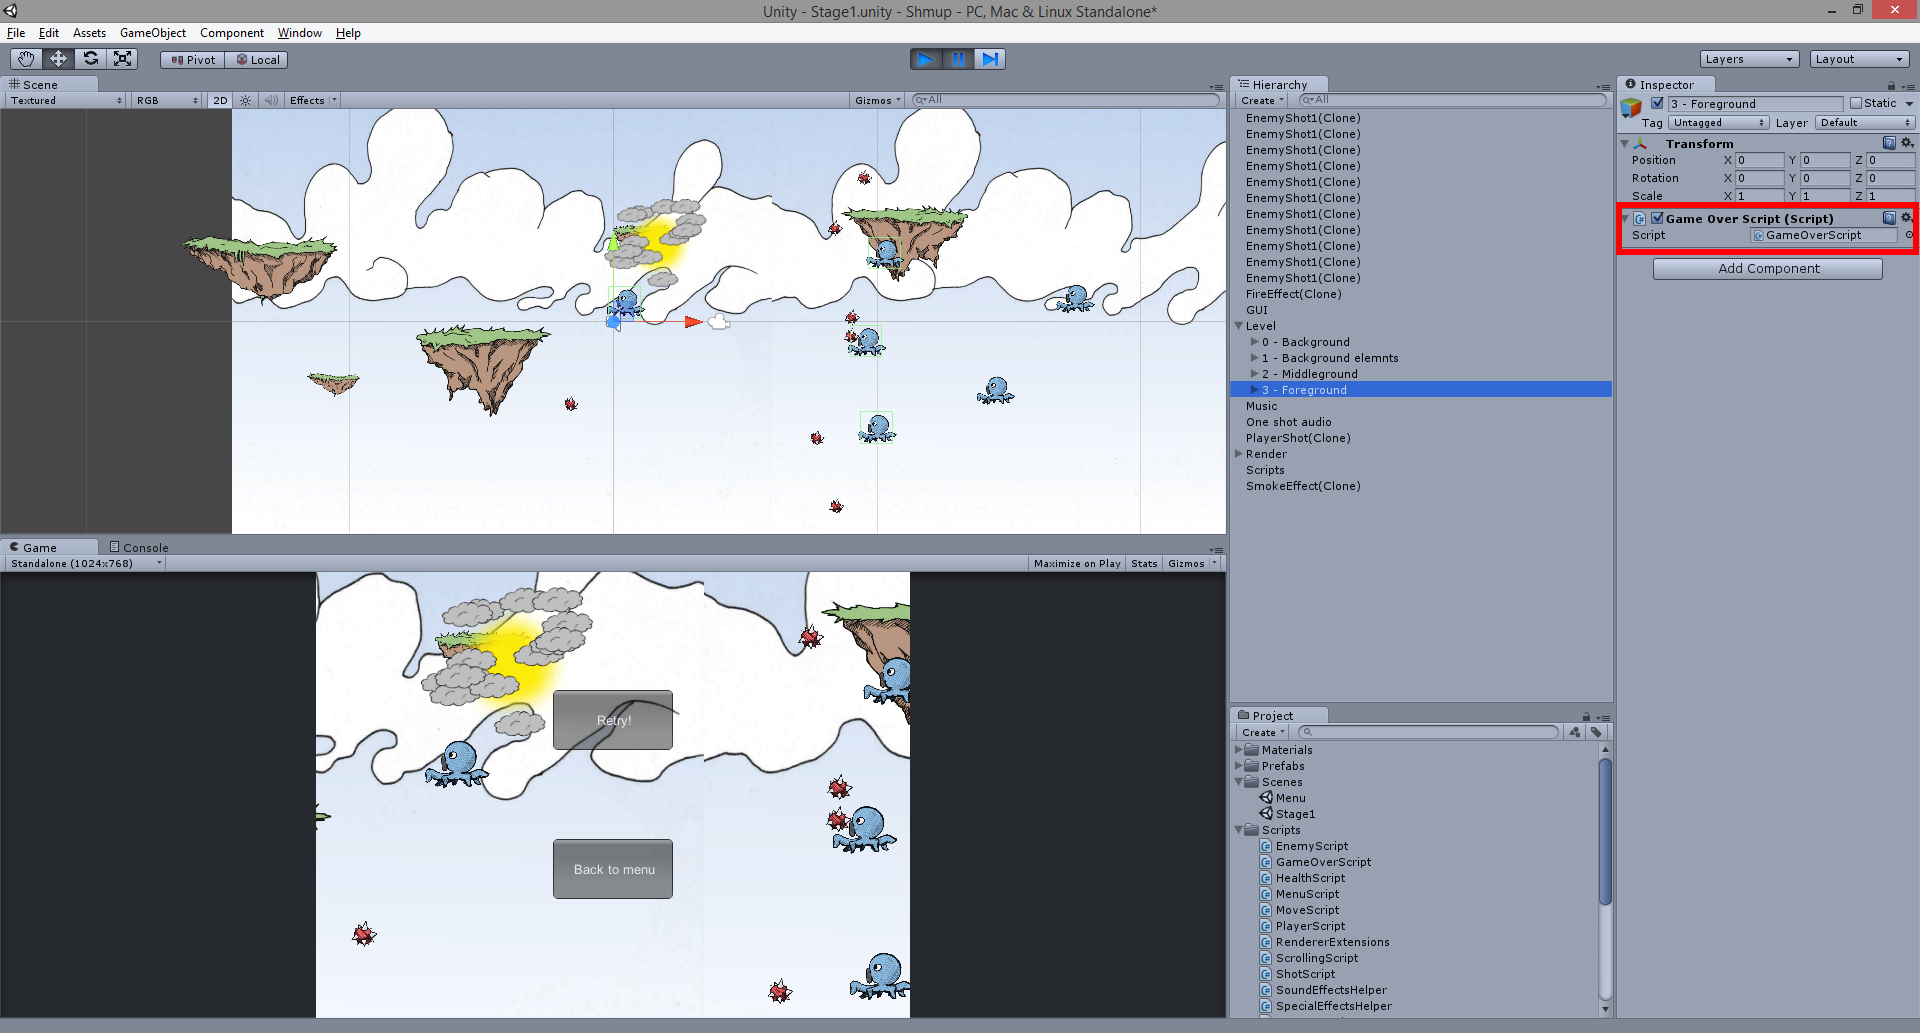 Unity - Stage1.unity - Shmup - PC, Mac & Linux Standalone*
File Edit Assets GameObject Component Window Help
Pivot Local Layers Layout
Scene
Textured RGB 2D Effects Gizmos All
Hierarchy
Create All
EnemyShot1(Clone)
EnemyShot1(Clone)
EnemyShot1(Clone)
EnemyShot1(Clone)
EnemyShot1(Clone)
EnemyShot1(Clone)
EnemyShot1(Clone)
EnemyShot1(Clone)
EnemyShot1(Clone)
EnemyShot1(Clone)
EnemyShot1(Clone)
FireEffect(Clone)
GUI
Level
0 - Background
1 - Background elemnts
2 - Middleground
3 - Foreground
Music
One shot audio
PlayerShot(Clone)
Render
Scripts
SmokeEffect(Clone)
Inspector
3 - Foreground Static
Tag Untagged Layer Default
Transform
Position X 0 Y 0 Z 0
Rotation X 0 Y 0 Z 0
Scale X 1 Y 1 Z 1
Game Over Script (Script)
Script GameOverScript
Add Component
Game Console
Standalone (1024x768) Maximize on Play Stats Gizmos
Retry!
Back to menu
Project
Create
Materials
Prefabs
Scenes
Menu
Stage1
Scripts
EnemyScript
GameOverScript
HealthScript
MenuScript
MoveScript
PlayerScript
RendererExtensions
ScrollingScript
ShotScript
SoundEffectsHelper
SpecialEffectsHelper